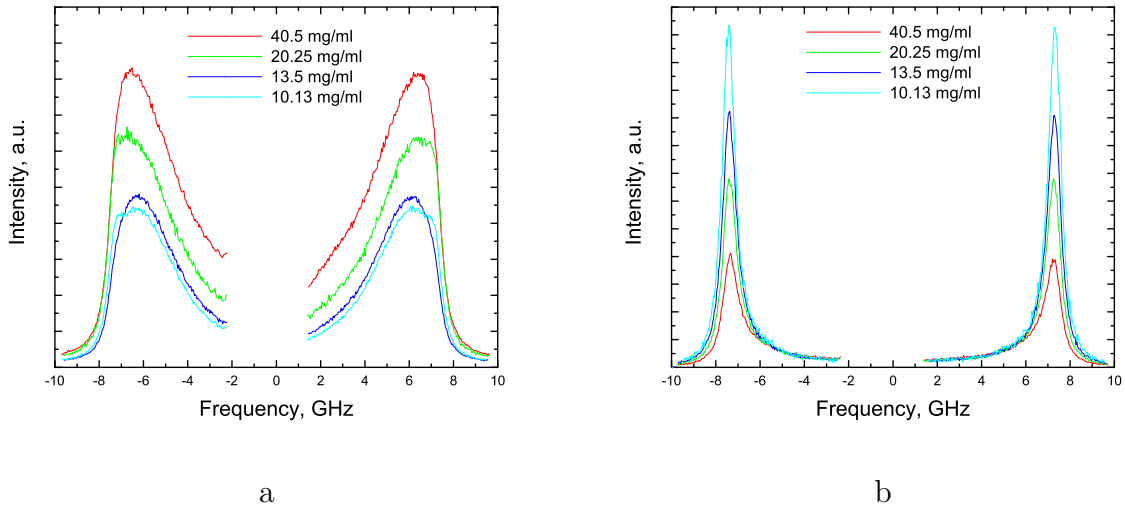 40.5 mg/ml
20.25 mg/ml
13.5 mg/ml
10.13 mg/ml
Intensity, a.u.
-10 -8 -6 -4 -2 0 2 4 6 8 10
Frequency, GHz
a
40.5 mg/ml
20.25 mg/ml
13.5 mg/ml
10.13 mg/ml
Intensity, a.u.
-10 -8 -6 -4 -2 0 2 4 6 8 10
Frequency, GHz
b